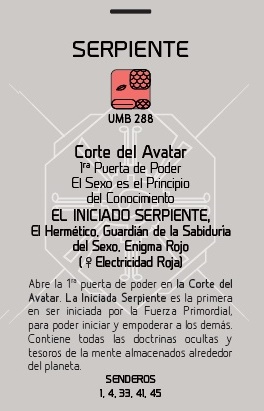 SERPIENTE
UMB 288
Corte del Avatar
1ra Puerta de Poder
El Sexo es el Principio
del Conocimiento
EL INICIADO SERPIENTE,
El Hermético, Guardián de la Sabiduría
del Sexo, Enigma Rojo
( ♀ Electricidad Roja)
Abre la 1ra puerta de poder en la Corte del
Avatar. La Iniciada Serpiente es la primera
en ser iniciada por la Fuerza Primordial,
para poder iniciar y empoderar a los demás.
Contiene todas las doctrinas ocultas y
tesoros de la mente almacenados alrededor
del planeta.
SENDEROS
1, 4, 33, 41, 45